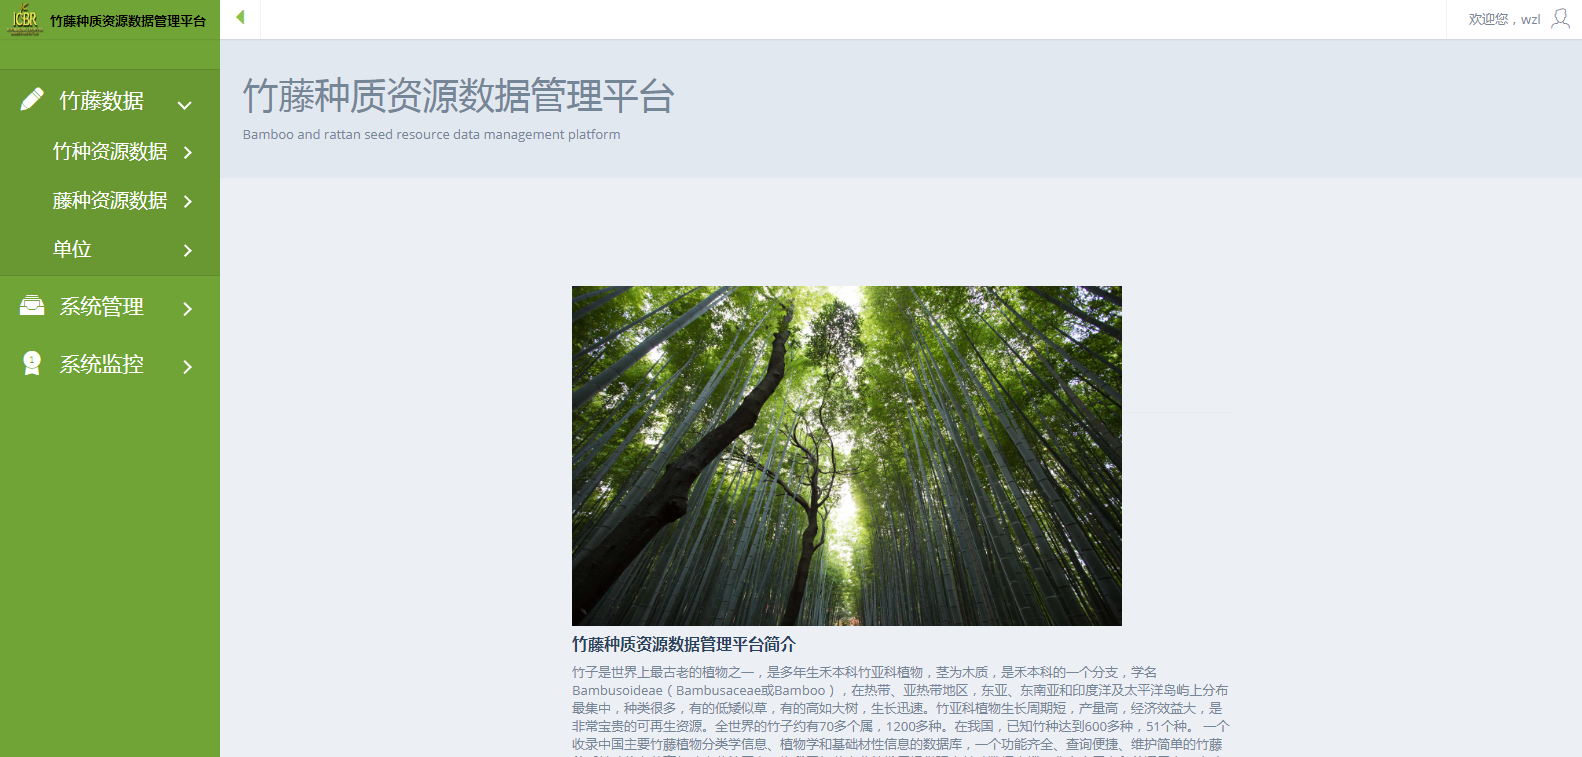 ICBR
竹藤种质资源数据管理平台
欢迎您，wzl
竹藤数据
竹种资源数据
藤种资源数据
单位
系统管理
1
系统监控
竹藤种质资源数据管理平台
Bamboo and rattan seed resource data management platform
竹藤种质资源数据管理平台简介
竹子是世界上最古老的植物之一，是多年生禾本科竹亚科植物，茎为木质，是禾本科的一个分支，学名
Bambusoideae（Bambusaceae或Bamboo），在热带、亚热带地区，东亚、东南亚和印度洋及太平洋岛屿上分布
最集中，种类很多，有的低矮似草，有的高如大树，生长迅速。竹亚科植物生长周期短，产量高，经济效益大，是
非常宝贵的可再生资源。全世界的竹子约有70多个属，1200多种。在我国，已知竹种达到600多种，51个种。 一个
收录中国主要竹藤植物分类学信息、植物学和基础材性信息的数据库，一个功能齐全、查询便捷、维护简单的竹藤